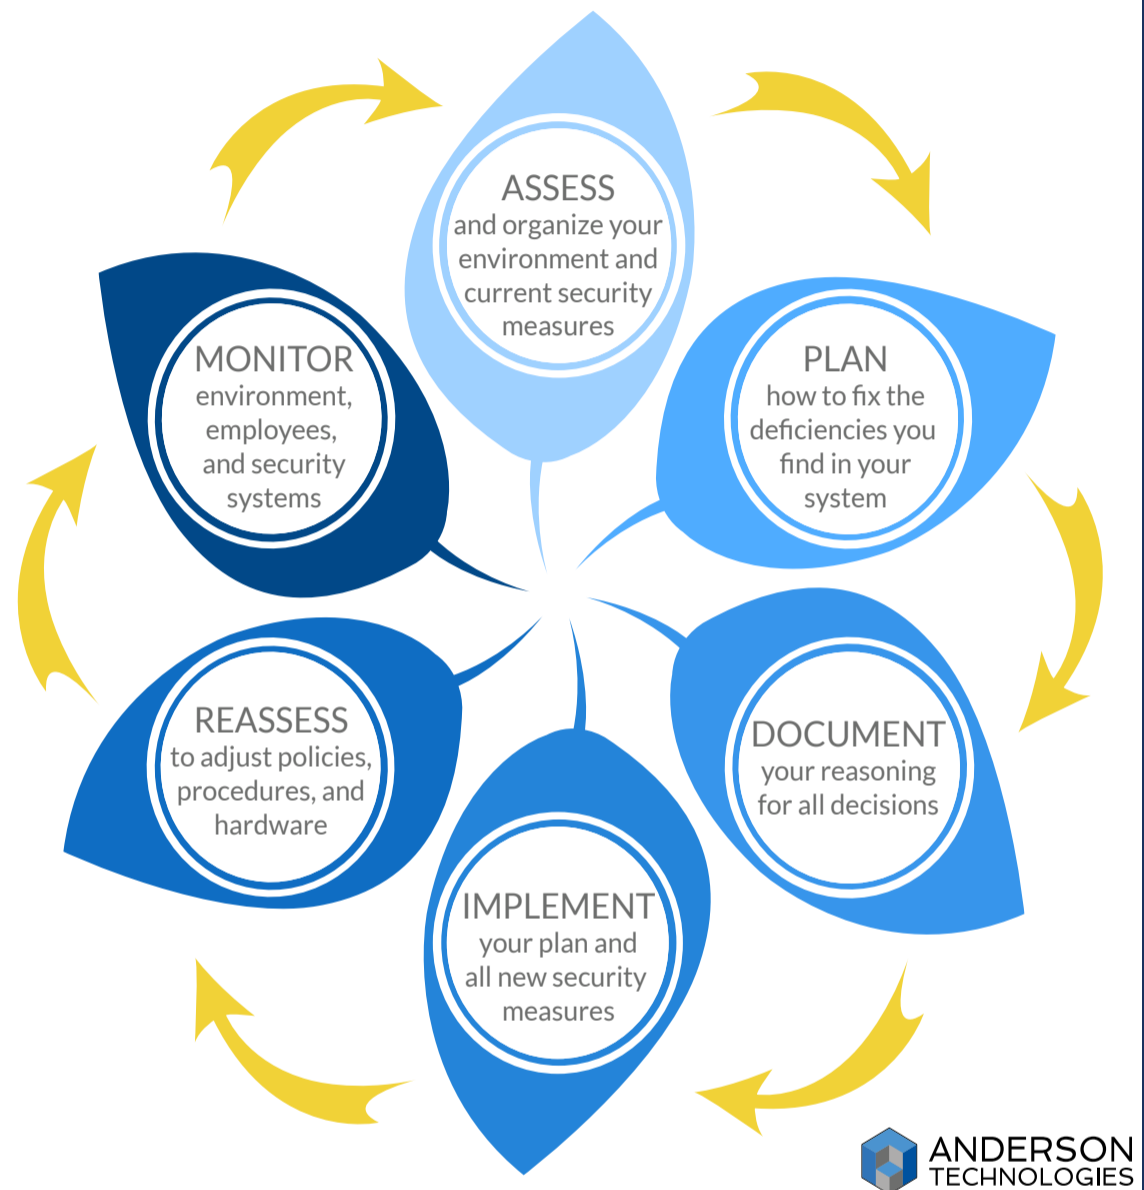 ASSESS
and organize your
environment and
current security
measures
PLAN
how to fix the
deficiencies you
find in your
system
DOCUMENT
your reasoning
for all decisions
IMPLEMENT
your plan and
all new security
measures
REASSESS
to adjust policies,
procedures, and
hardware
MONITOR
environment,
employees,
and security
systems
ANDERSON
TECHNOLOGIES